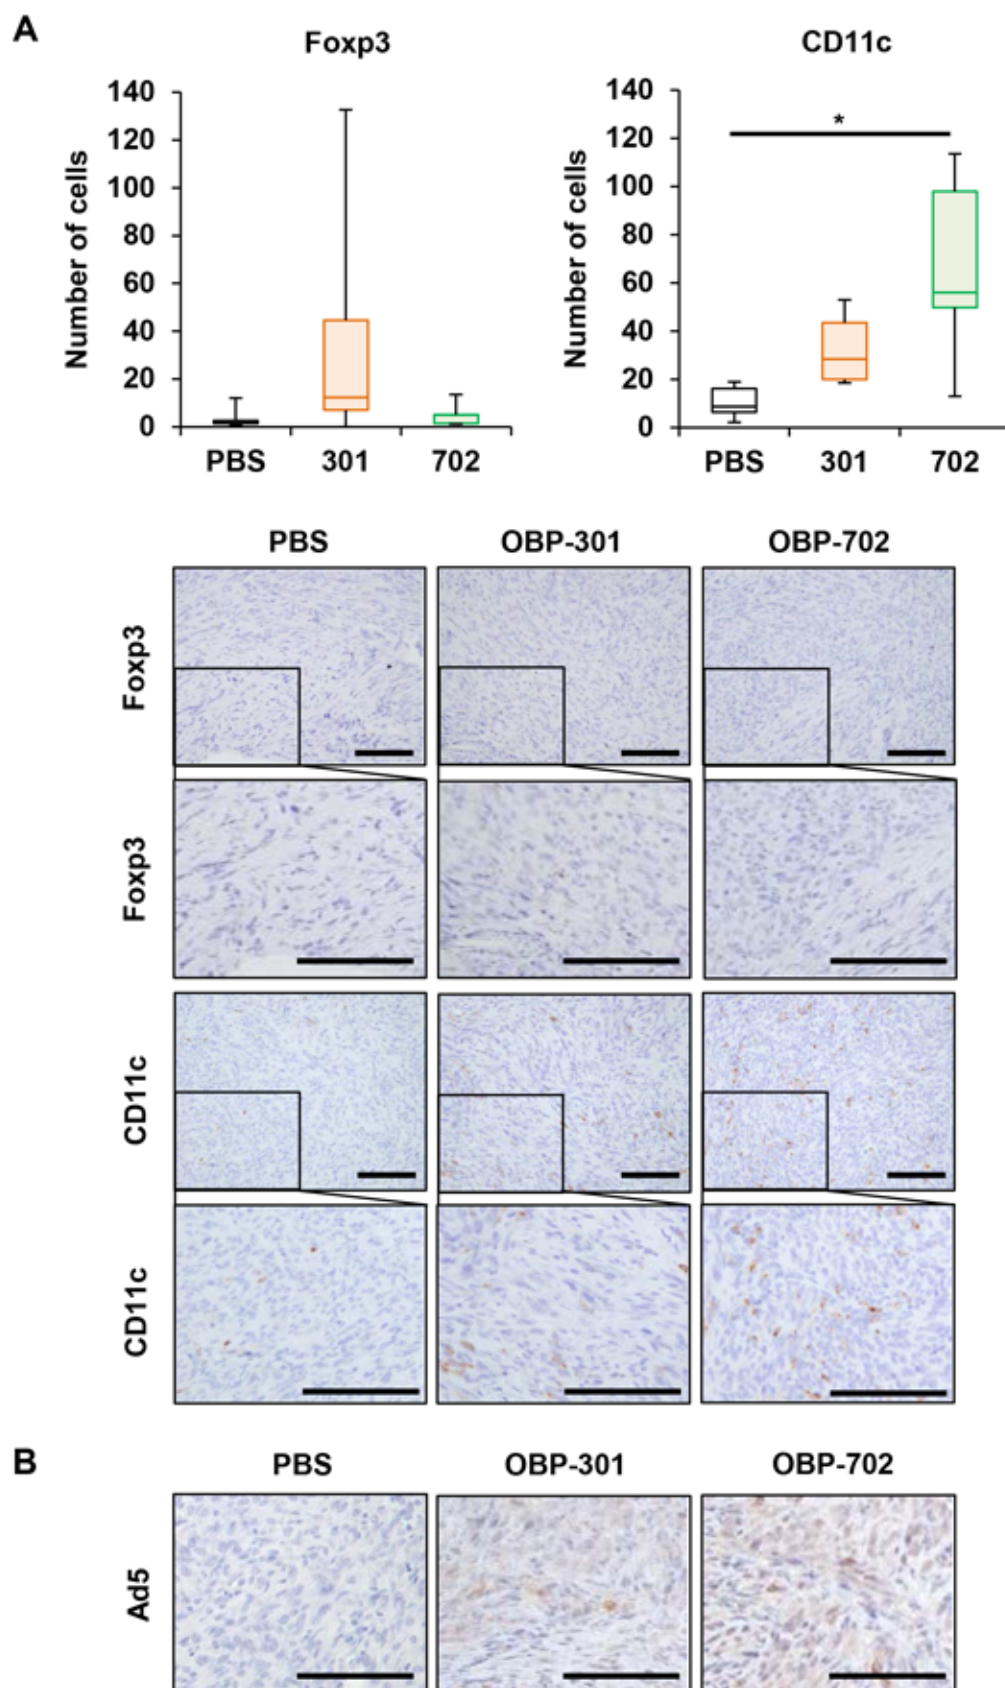 A
Foxp3
CD11c
Number of cells
140
120
100
80
60
40
20
0
PBS
301
702
Number of cells
140
120
100
80
60
40
20
0
*
PBS
301
702
PBS
OBP-301
OBP-702
Foxp3
Foxp3
CD11c
CD11c
B
PBS
OBP-301
OBP-702
Ad5